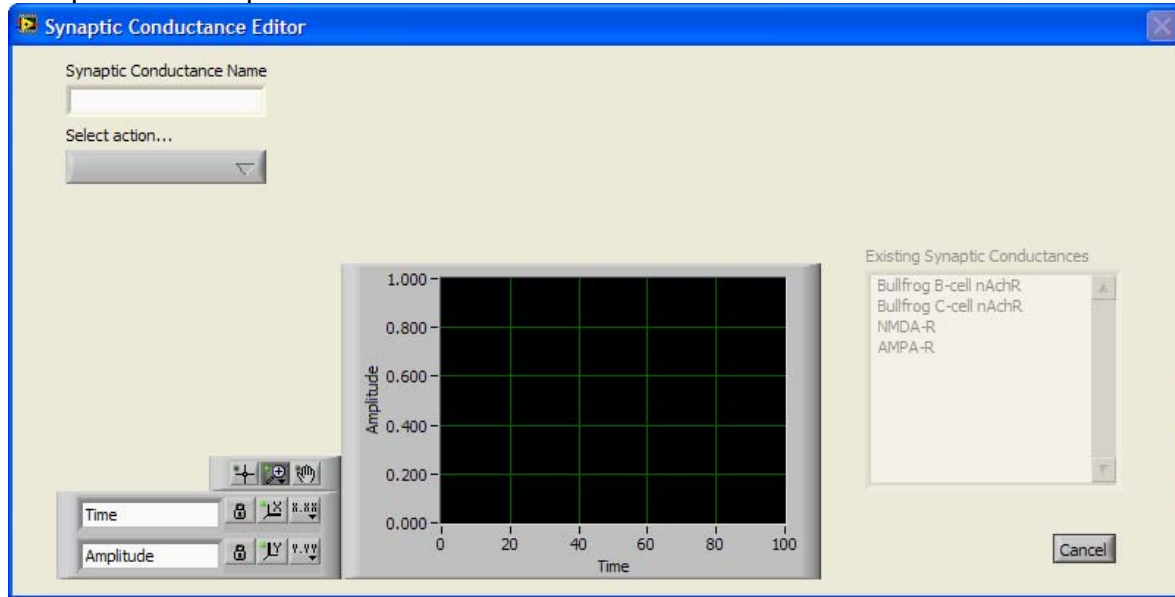 Synaptic Conductance Editor
Synaptic Conductance Name
Select action...
Existing Synaptic Conductances
Bullfrog B-cell nAchR
Bullfrog C-cell nAchR
NMDA-R
AMPA-R
1.000
0.800
0.600
0.400
0.200
0.000
Amplitude
0 20 40 60 80 100
Time
Time
X
X.XX
Amplitude
Y
Y.YY
Cancel